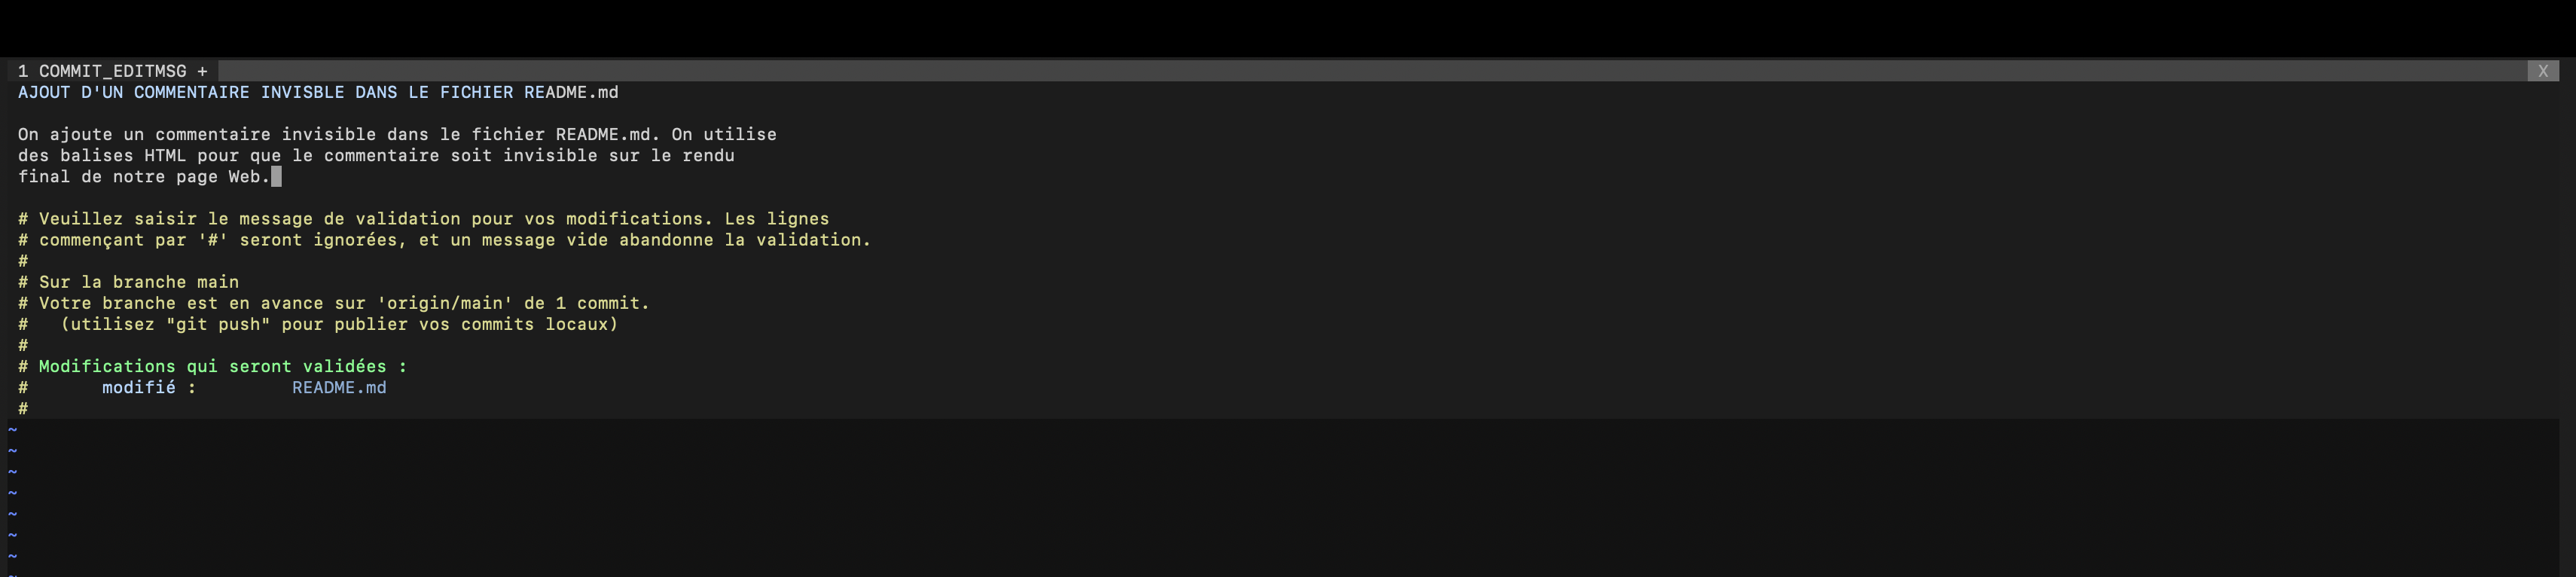 1 COMMIT_EDITMSG + X
AJOUT D'UN COMMENTAIRE INVISBLE DANS LE FICHIER README.md
On ajoute un commentaire invisible dans le fichier README.md. On utilise
des balises HTML pour que le commentaire soit invisible sur le rendu
final de notre page Web.
# Veuillez saisir le message de validation pour vos modifications. Les lignes
# commençant par '#' seront ignorées, et un message vide abandonne la validation.
#
# Sur la branche main
# Votre branche est en avance sur 'origin/main' de 1 commit.
#   (utilisez "git push" pour publier vos commits locaux)
#
# Modifications qui seront validées :
#       modifié :         README.md
#
~
~
~
~
~
~
~
~